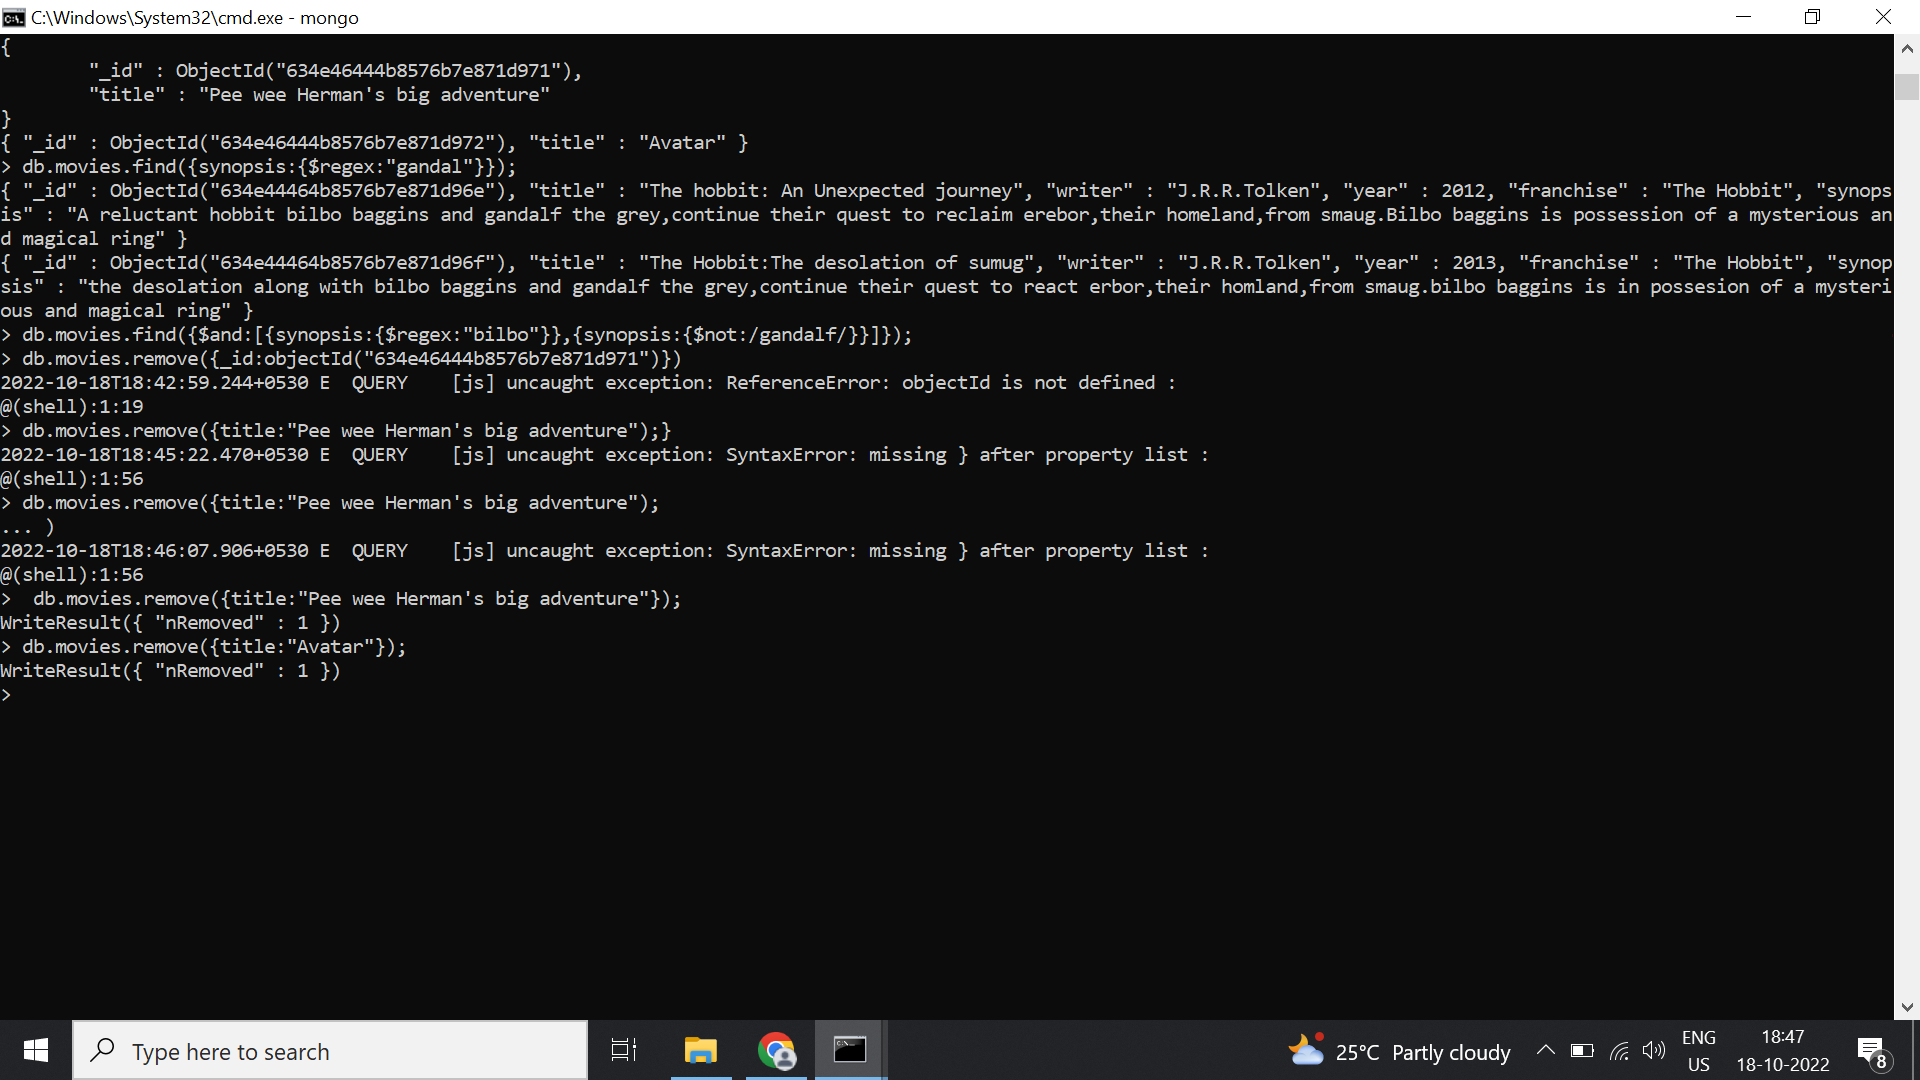 C:\Windows\System32\cmd.exe - mongo
{
        "_id" : ObjectId("634e46444b8576b7e871d971"),
        "title" : "Pee wee Herman's big adventure"
}
{ "_id" : ObjectId("634e46444b8576b7e871d972"), "title" : "Avatar" }
> db.movies.find({synopsis:{$regex:"gandal"}});
{ "_id" : ObjectId("634e44464b8576b7e871d96e"), "title" : "The hobbit: An Unexpected journey", "writer" : "J.R.R.Tolken", "year" : 2012, "franchise" : "The Hobbit", "synops
is" : "A reluctant hobbit bilbo baggins and gandalf the grey,continue their quest to reclaim erebor,their homeland,from smaug.Bilbo baggins is possession of a mysterious an
d magical ring" }
{ "_id" : ObjectId("634e44464b8576b7e871d96f"), "title" : "The Hobbit:The desolation of sumug", "writer" : "J.R.R.Tolken", "year" : 2013, "franchise" : "The Hobbit", "synop
sis" : "the desolation along with bilbo baggins and gandalf the grey,continue their quest to react erbor,their homland,from smaug.bilbo baggins is in possesion of a mysteri
ous and magical ring" }
> db.movies.find({$and:[{synopsis:{$regex:"bilbo"}},{synopsis:{$not:/gandalf/}}]});
> db.movies.remove({_id:objectId("634e46444b8576b7e871d971")})
2022-10-18T18:42:59.244+0530 E  QUERY    [js] uncaught exception: ReferenceError: objectId is not defined :
@(shell):1:19
> db.movies.remove({title:"Pee wee Herman's big adventure");}
2022-10-18T18:45:22.470+0530 E  QUERY    [js] uncaught exception: SyntaxError: missing } after property list :
@(shell):1:56
> db.movies.remove({title:"Pee wee Herman's big adventure");
... )
2022-10-18T18:46:07.906+0530 E  QUERY    [js] uncaught exception: SyntaxError: missing } after property list :
@(shell):1:56
>  db.movies.remove({title:"Pee wee Herman's big adventure"});
WriteResult({ "nRemoved" : 1 })
> db.movies.remove({title:"Avatar"});
WriteResult({ "nRemoved" : 1 })
>
Type here to search
25°C Partly cloudy
ENG
US
18:47
18-10-2022
8